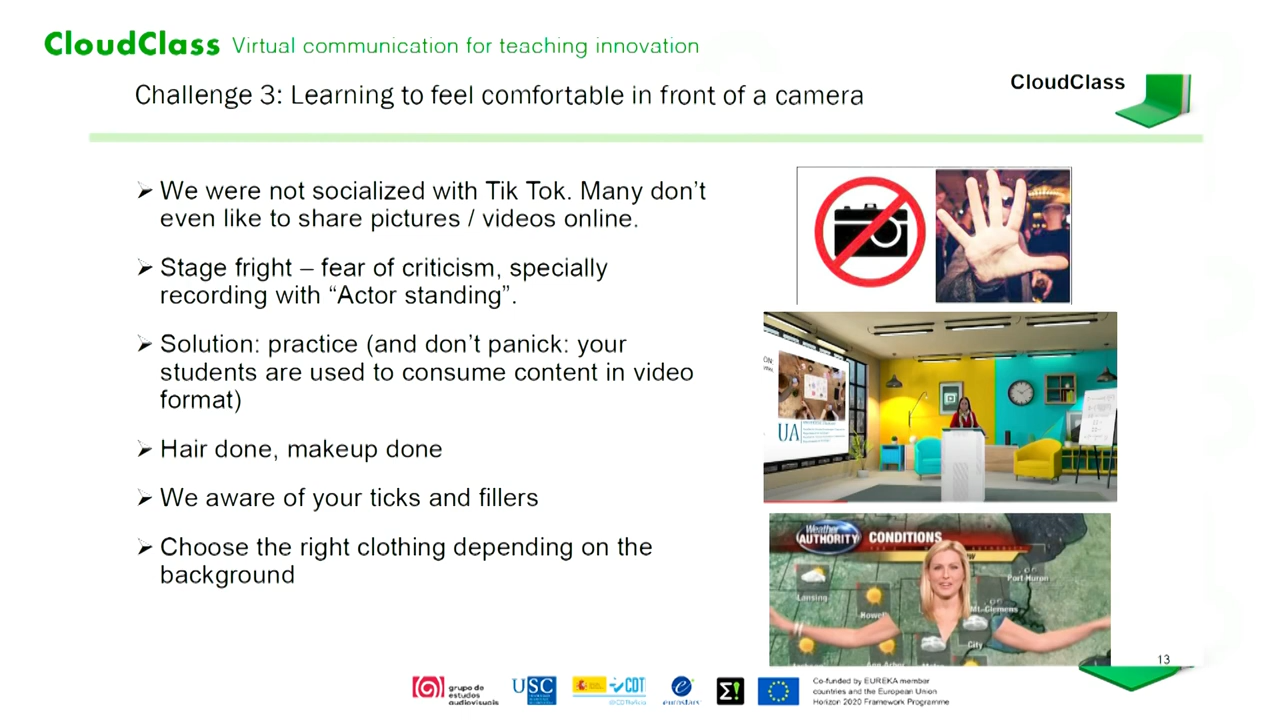 CloudClass Virtual communication for teaching innovation
Challenge 3: Learning to feel comfortable in front of a camera
CloudClass
➢ We were not socialized with Tik Tok. Many don't
even like to share pictures / videos online.
➢ Stage fright – fear of criticism, specially
recording with “Actor standing”.
➢ Solution: practice (and don't panick: your
students are used to consume content in video
format)
➢ Hair done, makeup done
➢ We aware of your ticks and fillers
➢ Choose the right clothing depending on the
background
UA
Weather
AUTHORITY
CONDITIONS
Port Huron
Lansing
Howell
Mt. Clemens
City
Ann Arbor
13
grupo de
estudos
audiovisuais
USC
CDTI
eurostars
Σ!
Co-funded by EUREKA member
countries and the European Union
Horizon 2020 Framework Programme